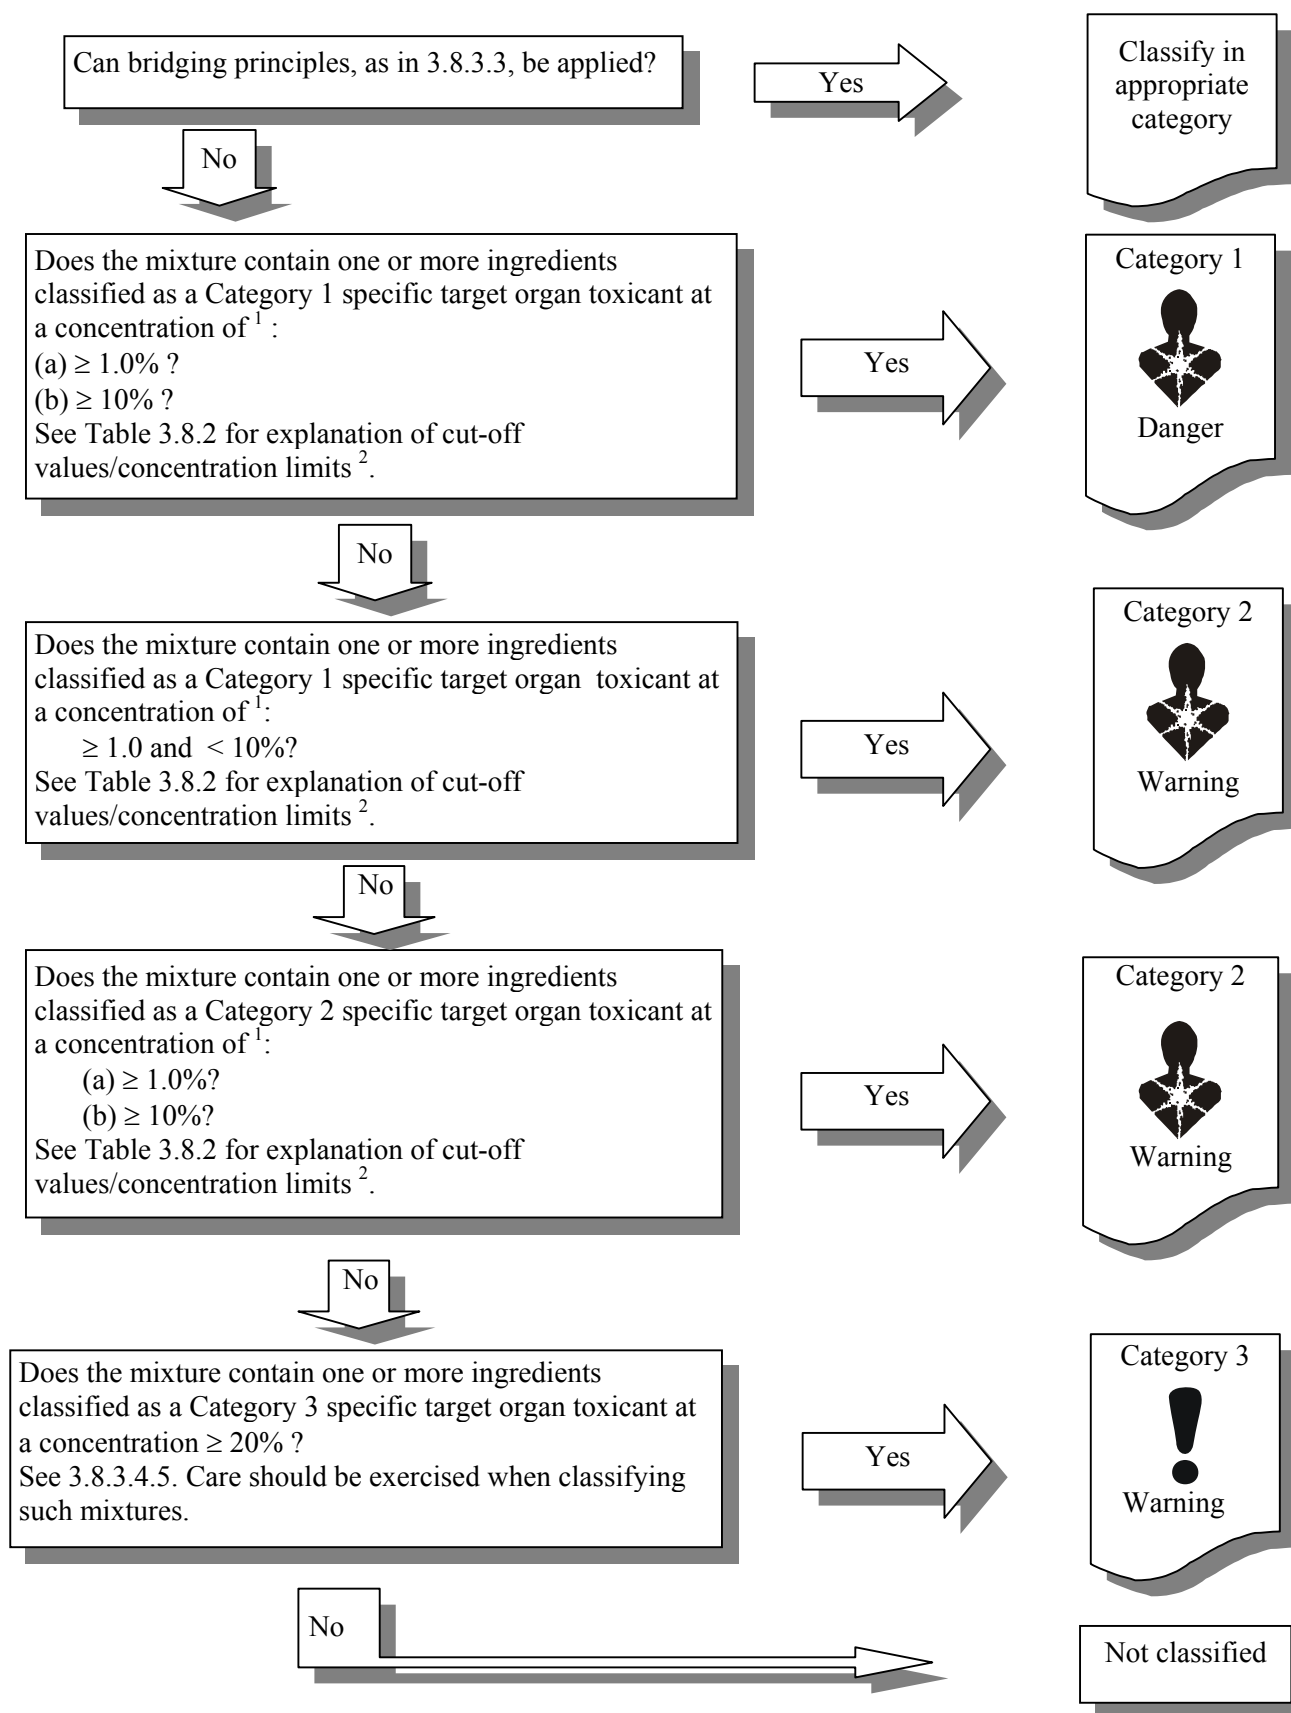 Can bridging principles, as in 3.8.3.3, be applied?
Yes
Classify in
appropriate
category
No
Does the mixture contain one or more ingredients
classified as a Category 1 specific target organ toxicant at
a concentration of 1 :
(a) ≥ 1.0% ?
(b) ≥ 10% ?
See Table 3.8.2 for explanation of cut-off
values/concentration limits 2.
Yes
Category 1
Danger
No
Does the mixture contain one or more ingredients
classified as a Category 1 specific target organ toxicant at
a concentration of 1:
≥ 1.0 and < 10%?
See Table 3.8.2 for explanation of cut-off
values/concentration limits 2.
Yes
Category 2
Warning
No
Does the mixture contain one or more ingredients
classified as a Category 2 specific target organ toxicant at
a concentration of 1:
(a) ≥ 1.0%?
(b) ≥ 10%?
See Table 3.8.2 for explanation of cut-off
values/concentration limits 2.
Yes
Category 2
Warning
No
Does the mixture contain one or more ingredients
classified as a Category 3 specific target organ toxicant at
a concentration ≥ 20% ?
See 3.8.3.4.5. Care should be exercised when classifying
such mixtures.
Yes
Category 3
Warning
No
Not classified